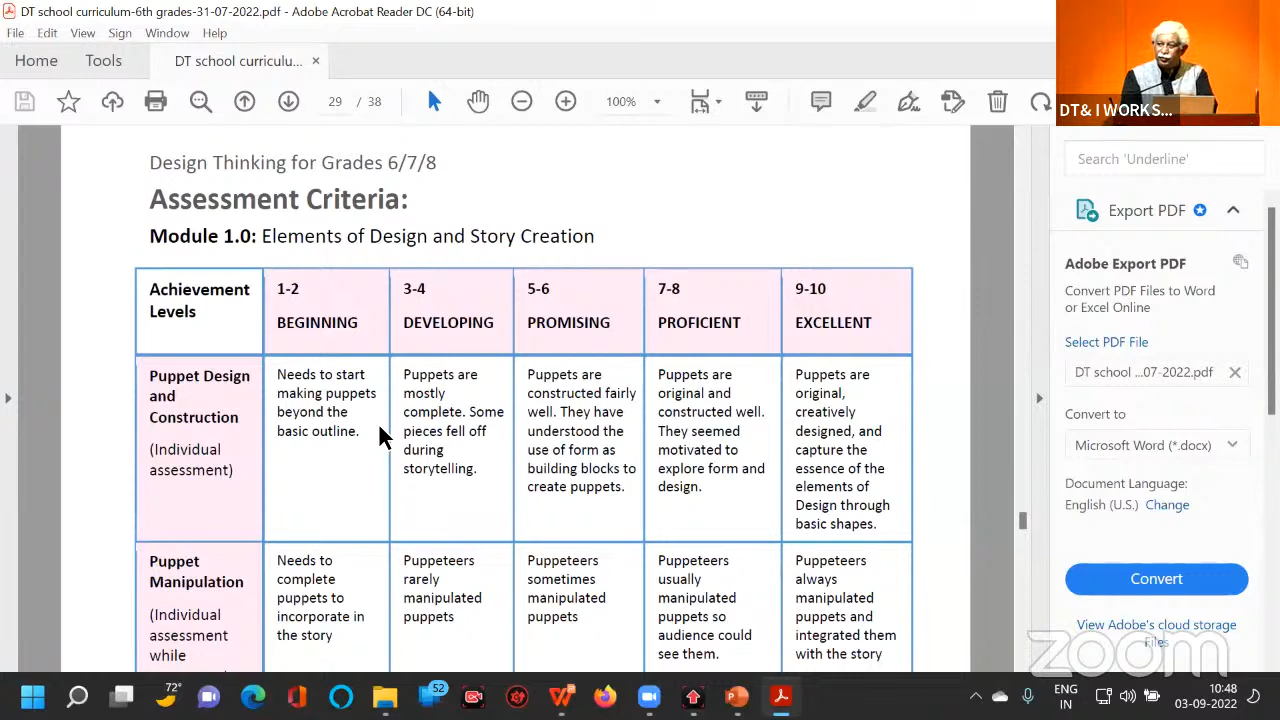 DT school curriculum-6th grades-31-07-2022.pdf - Adobe Acrobat Reader DC (64-bit)
File Edit View Sign Window Help
Home Tools DT school curriculu... ×
29 / 38 100%
DT& I WORKS...
Search 'Underline'
Export PDF
Adobe Export PDF
Convert PDF Files to Word
or Excel Online
Select PDF File
DT school ...07-2022.pdf
Convert to
Microsoft Word (*.docx)
Document Language:
English (U.S.) Change
Convert
View Adobe's cloud storage
Files
zoom
Design Thinking for Grades 6/7/8
Assessment Criteria:
Module 1.0: Elements of Design and Story Creation
Achievement
Levels
1-2
BEGINNING
3-4
DEVELOPING
5-6
PROMISING
7-8
PROFICIENT
9-10
EXCELLENT
Puppet Design
and
Construction
(Individual
assessment)
Needs to start
making puppets
beyond the
basic outline.
Puppets are
mostly
complete. Some
pieces fell off
during
storytelling.
Puppets are
constructed fairly
well. They have
understood the
use of form as
building blocks to
create puppets.
Puppets are
original and
constructed well.
They seemed
motivated to
explore form and
design.
Puppets are
original,
creatively
designed, and
capture the
essence of the
elements of
Design through
basic shapes.
Puppet
Manipulation
(Individual
assessment
while
Needs to
complete
puppets to
incorporate in
the story
Puppeteers
rarely
manipulated
puppets
Puppeteers
sometimes
manipulated
puppets
Puppeteers
usually
manipulated
puppets so
audience could
see them.
Puppeteers
always
manipulated
puppets and
integrated them
with the story
72°
52
ENG
IN
10:48
03-09-2022